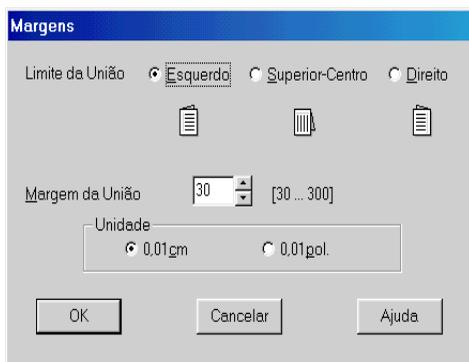 Margens
Limite da União Esquerdo Superior-Centro Direito
Margem da União 30 [30 ... 300]
Unidade
0,01cm 0,01pol.
OK Cancelar Ajuda